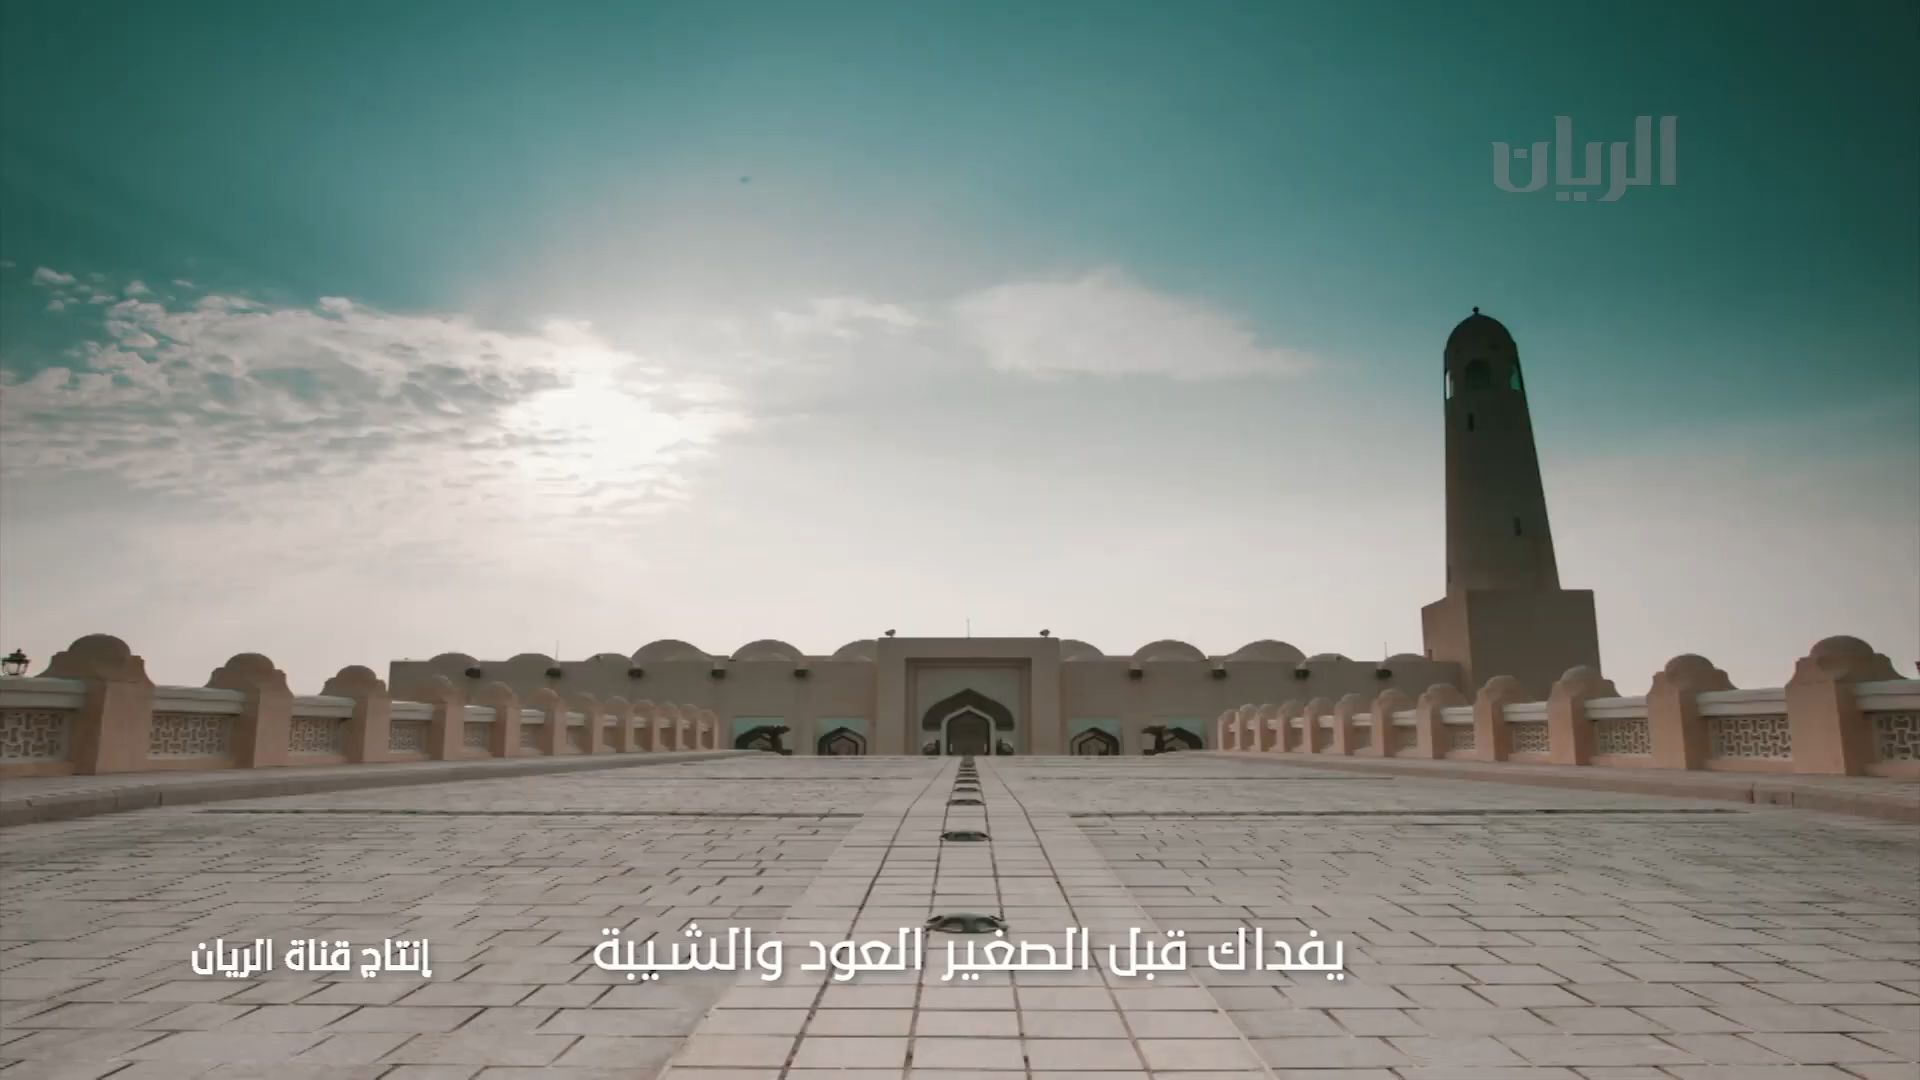 الريان
يفداك قبل الصغير العود والشيبة
إنتاج قناة الريان